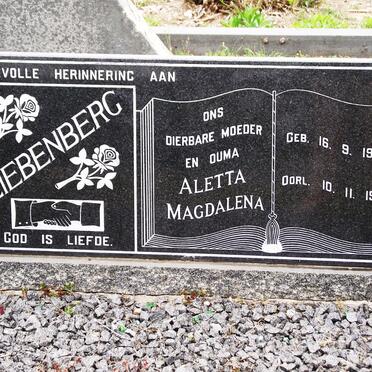 VOLLE HERINNERING AAN
IEBENBERG
GOD IS LIEFDE.
ONS
DIERBARE MOEDER
EN OUMA
ALETTA
MAGDALENA
GEB. 16. 9. 19
OORL. 10. 11. 19